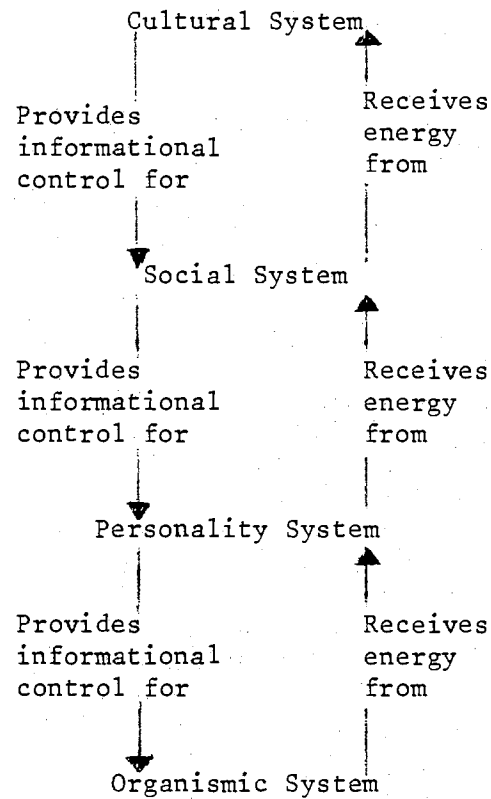 Cultural System
Provides
informational
control for
Receives
energy
from
Social System
Provides
informational
control for
Receives
energy
from
Personality System
Provides
informational
control for
Receives
energy
from
Organismic System